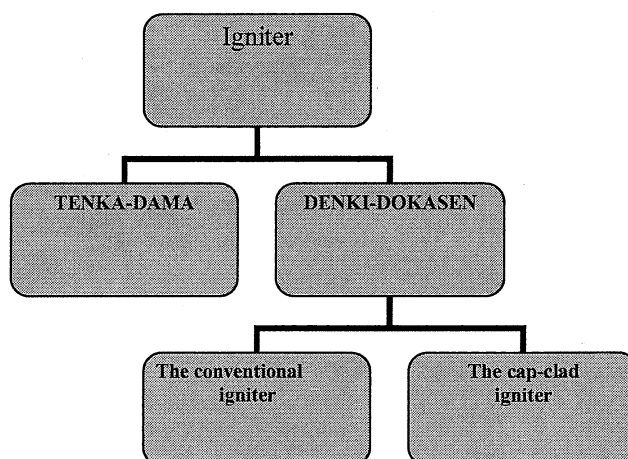 Igniter
TENKA-DAMA
DENKI-DOKASEN
The conventional
igniter
The cap-clad
igniter